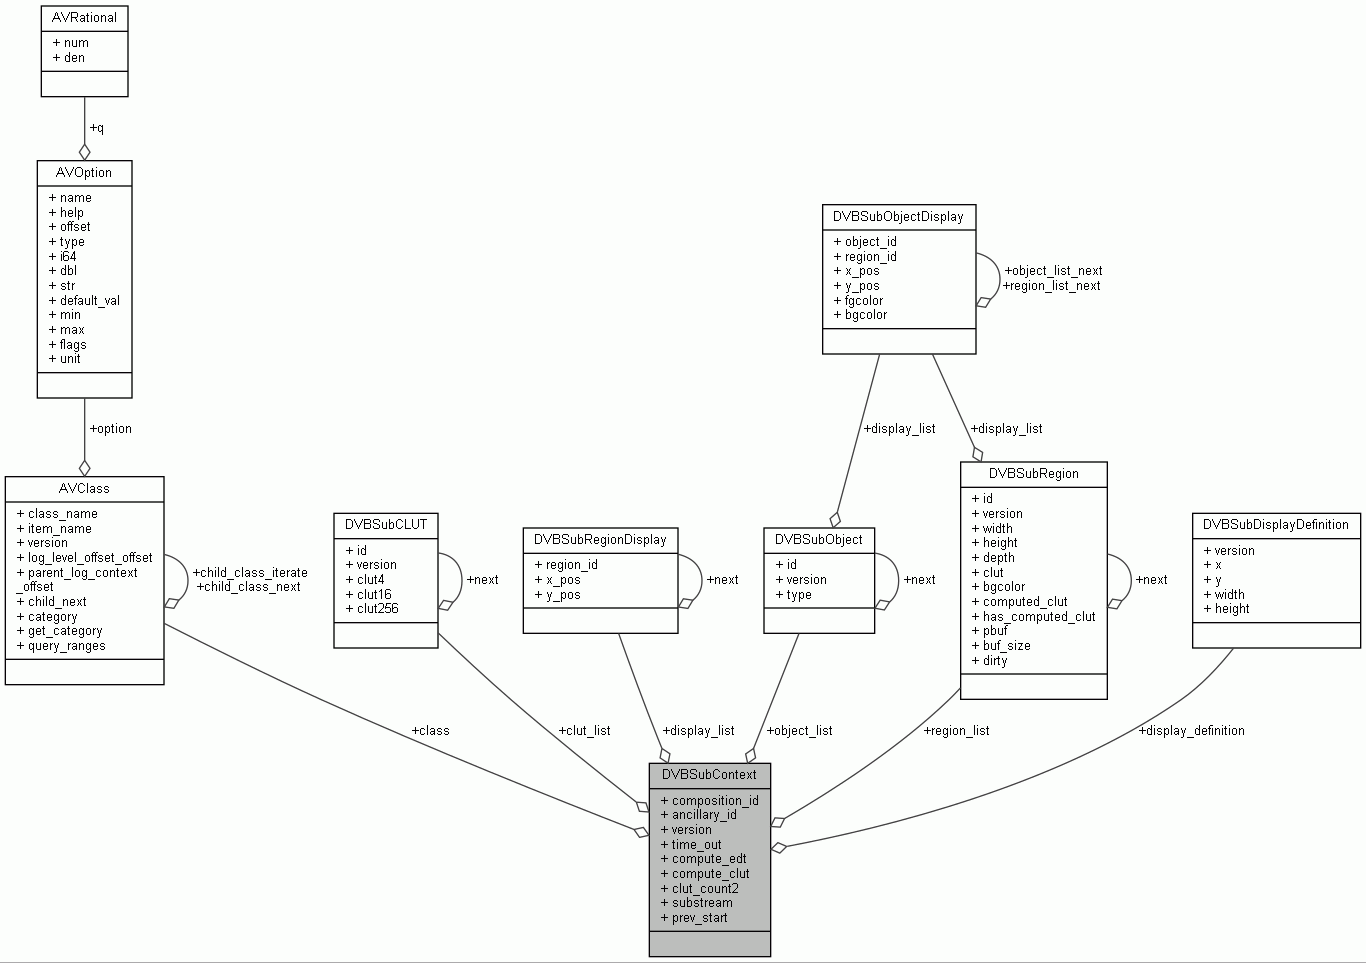 AVRational
+ num
+ den
+q
AVOption
+ name
+ help
+ offset
+ type
+ i64
+ dbl
+ str
+ default_val
+ min
+ max
+ flags
+ unit
+option
AVClass
+ class_name
+ item_name
+ version
+ log_level_offset_offset
+ parent_log_context
_offset
+ child_next
+ category
+ get_category
+ query_ranges
+child_class_iterate
+child_class_next
+class
DVBSubCLUT
+ id
+ version
+ clut4
+ clut16
+ clut256
+next
+clut_list
DVBSubRegionDisplay
+ region_id
+ x_pos
+ y_pos
+next
+display_list
DVBSubObjectDisplay
+ object_id
+ region_id
+ x_pos
+ y_pos
+ fgcolor
+ bgcolor
+object_list_next
+region_list_next
+display_list
+display_list
DVBSubObject
+ id
+ version
+ type
+next
+object_list
DVBSubRegion
+ id
+ version
+ width
+ height
+ depth
+ clut
+ bgcolor
+ computed_clut
+ has_computed_clut
+ pbuf
+ buf_size
+ dirty
+next
+region_list
DVBSubDisplayDefinition
+ version
+ x
+ y
+ width
+ height
+display_definition
DVBSubContext
+ composition_id
+ ancillary_id
+ version
+ time_out
+ compute_edt
+ compute_clut
+ clut_count2
+ substream
+ prev_start